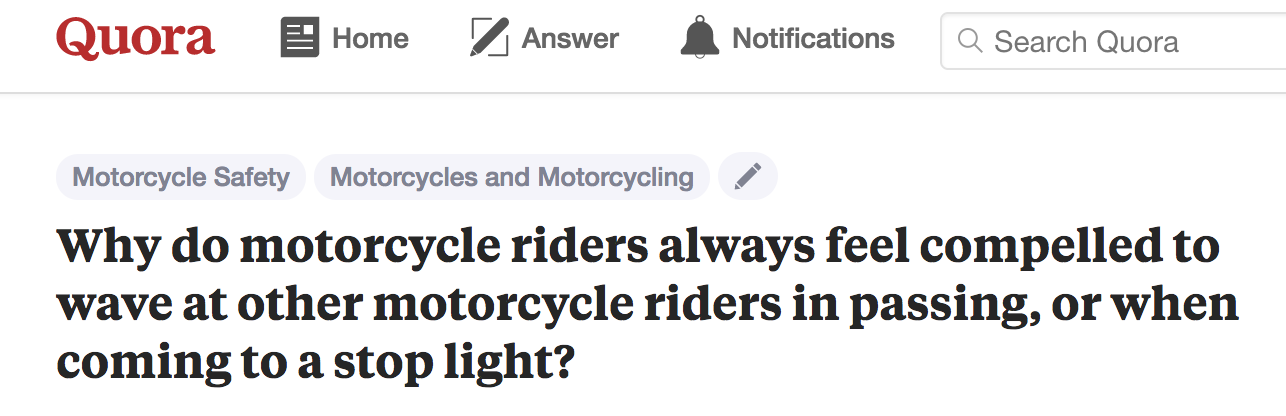 Quora Home Answer Notifications Search Quora
Motorcycle Safety Motorcycles and Motorcycling
Why do motorcycle riders always feel compelled to
wave at other motorcycle riders in passing, or when
coming to a stop light?